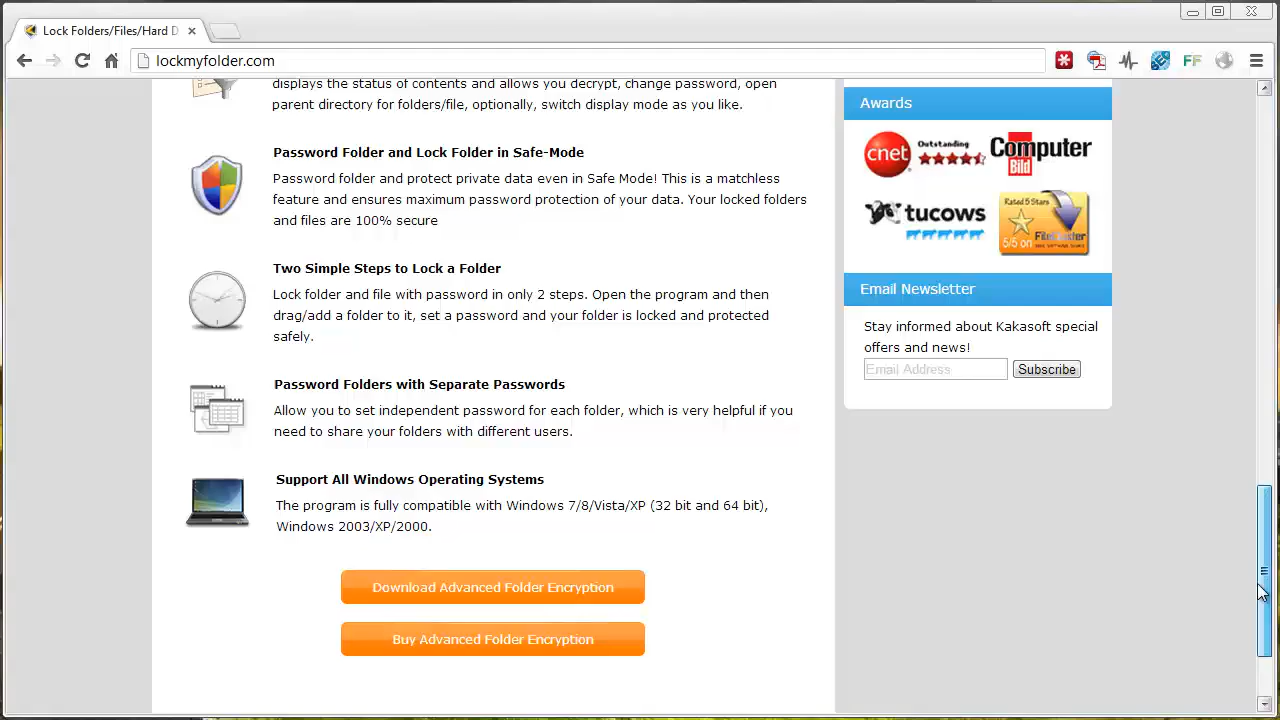 Lock Folders/Files/Hard D
lockmyfolder.com
FF
displays the status of contents and allows you decrypt, change password, open
parent directory for folders/file, optionally, switch display mode as you like.
Password Folder and Lock Folder in Safe-Mode
Password folder and protect private data even in Safe Mode! This is a matchless
feature and provides maximum password protection of your data. Your locked folders
and files are 100% secure
Two Simple Steps to Lock a Folder
Lock folder and file with password in only 2 steps. Open the program and then
drag/add a folder to it, set a password and your folder is locked and protected
safely.
Password Folders with Separate Passwords
Allow you to set independent password for each folder, which is very helpful if you
need to share your folders with different users.
Support All Windows Operating Systems
The program is fully compatible with Windows 7/8/Vista/XP (32 bit and 64 bit),
Windows 2003/XP/2000.
Download Advanced Folder Encryption
Buy Advanced Folder Encryption
Awards
cnet Outstanding
Computer
Bild
tucows
Rated 5 Stars
5/5 on
Email Newsletter
Stay informed about Kakasoft special
offers and news!
Email Address Subscribe